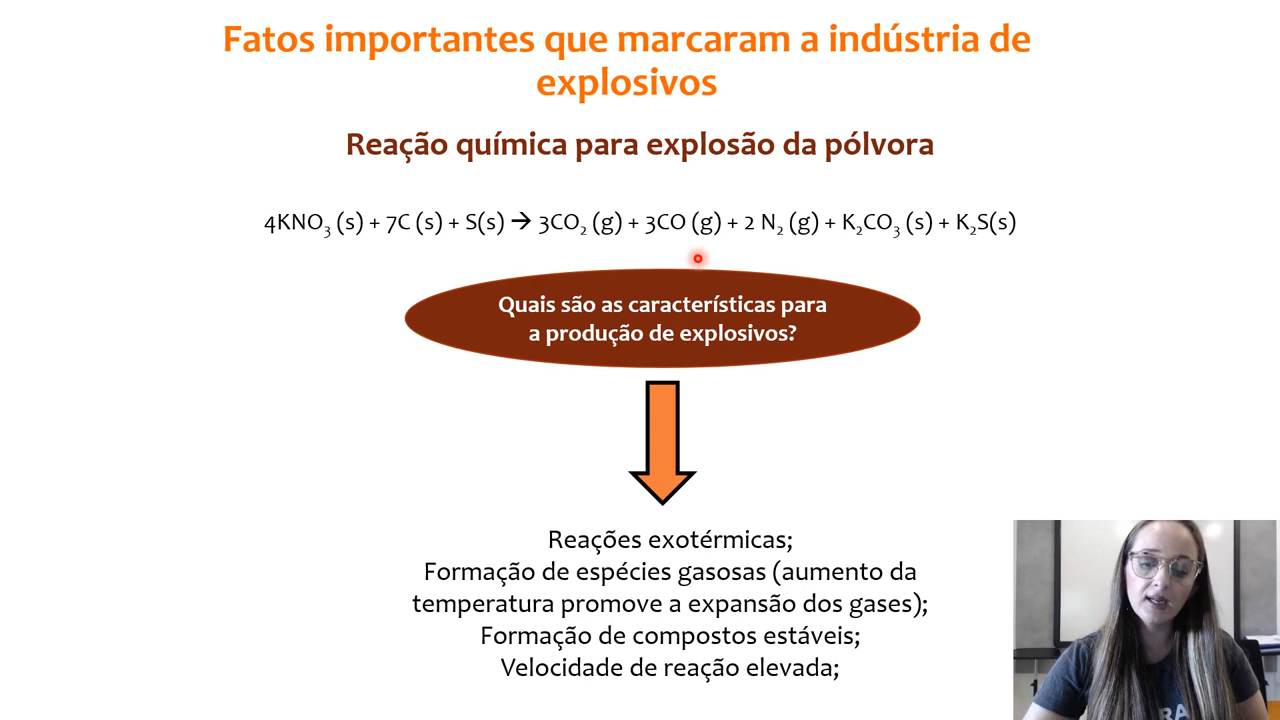 Fatos importantes que marcaram a indústria de
explosivos
Reação química para explosão da pólvora
4KNO₃ (s) + 7C (s) + S(s) → 3CO₂ (g) + 3CO (g) + 2 N₂ (g) + K₂CO₃ (s) + K₂S(s)
Quais são as características para
a produção de explosivos?
Reações exotérmicas;
Formação de espécies gasosas (aumento da
temperatura promove a expansão dos gases);
Formação de compostos estáveis;
Velocidade de reação elevada;